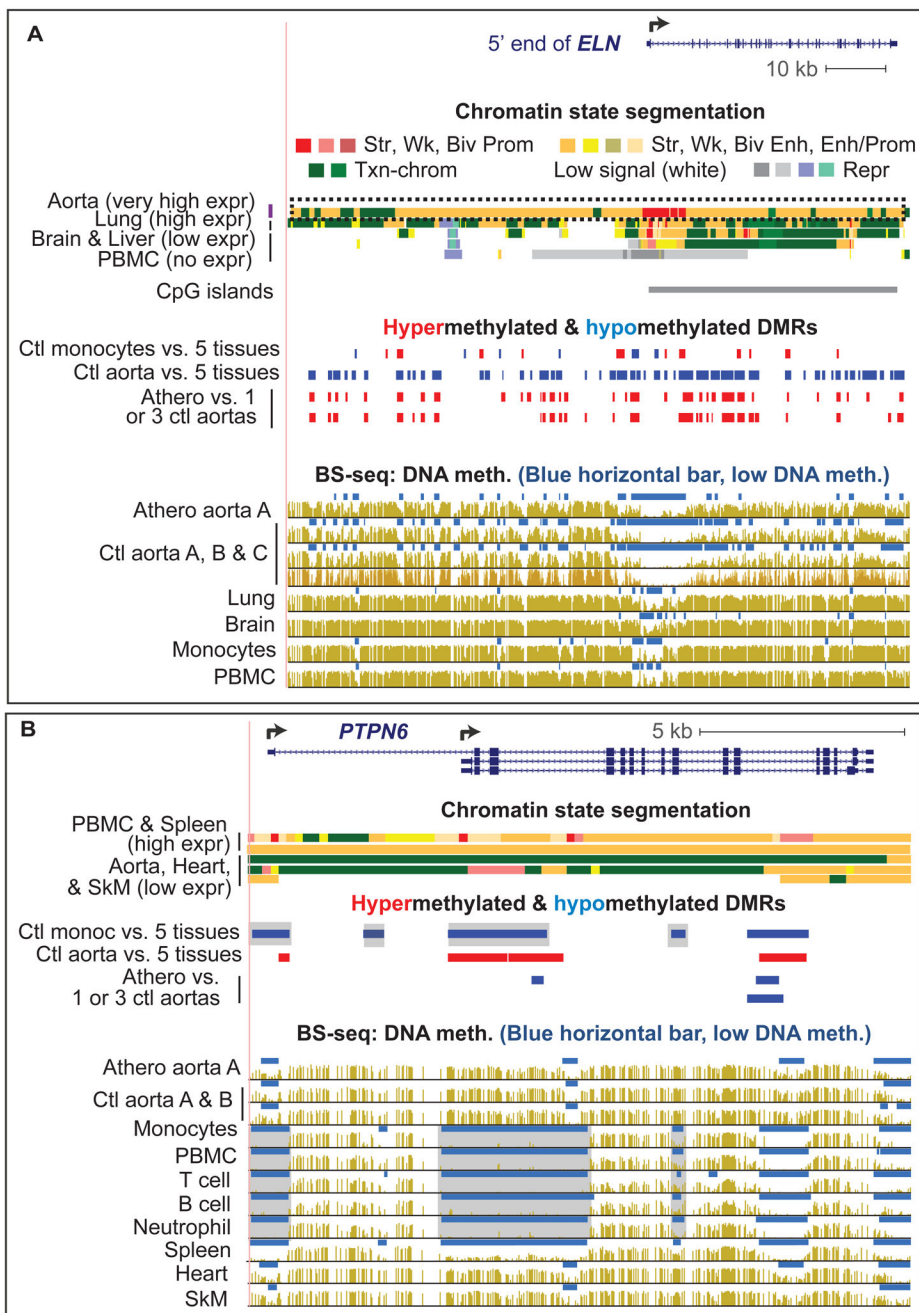 A
5’ end of ELN
10 kb
Chromatin state segmentation
Str, Wk, Biv Prom
Str, Wk, Biv Enh, Enh/Prom
Txn-chrom
Low signal (white)
Repr
Aorta (very high expr)
Lung (high expr)
Brain & Liver (low expr)
PBMC (no expr)
CpG islands
Hypermethylated & hypomethylated DMRs
Ctl monocytes vs. 5 tissues
Ctl aorta vs. 5 tissues
Athero vs. 1
or 3 ctl aortas
BS-seq: DNA meth. (Blue horizontal bar, low DNA meth.)
Athero aorta A
Ctl aorta A, B & C
Lung
Brain
Monocytes
PBMC
B
PTPN6
5 kb
Chromatin state segmentation
PBMC & Spleen
(high expr)
Aorta, Heart,
& SkM (low expr)
Hypermethylated & hypomethylated DMRs
Ctl monoc vs. 5 tissues
Ctl aorta vs. 5 tissues
Athero vs.
1 or 3 ctl aortas
BS-seq: DNA meth. (Blue horizontal bar, low DNA meth.)
Athero aorta A
Ctl aorta A & B
Monocytes
PBMC
T cell
B cell
Neutrophil
Spleen
Heart
SkM